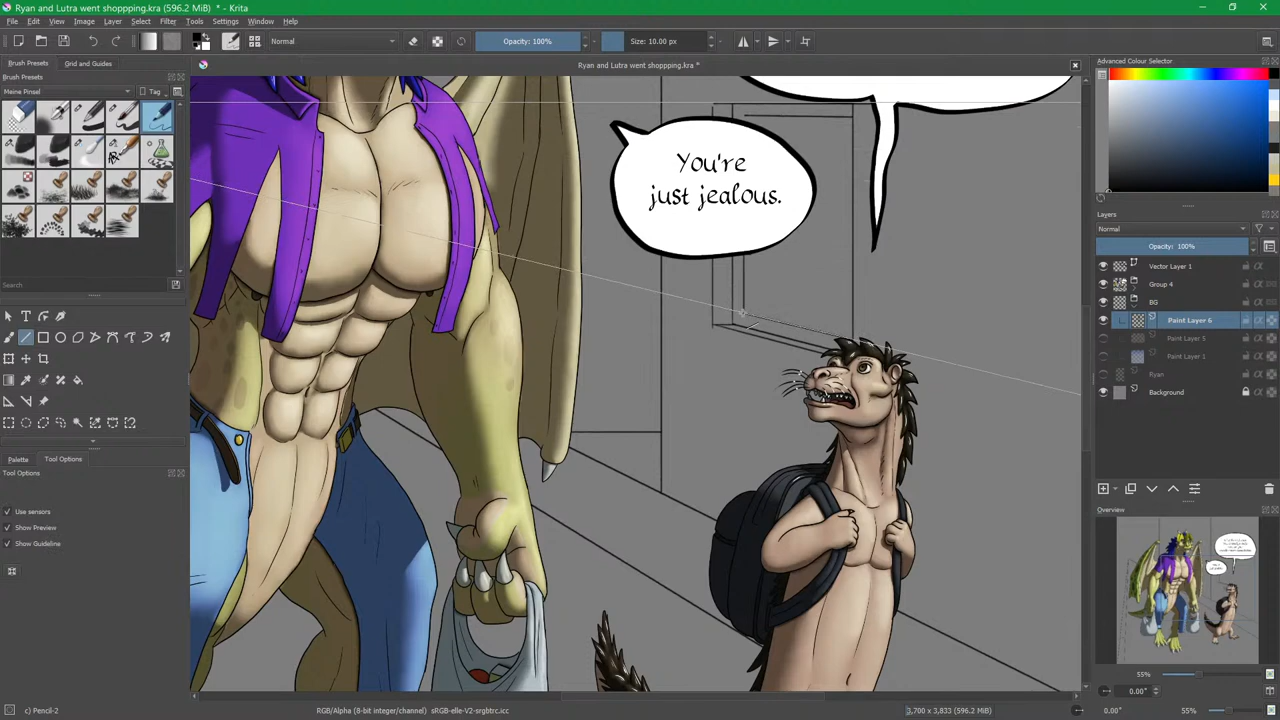 Ryan and Lutra went shoppping.kra (596.2 MiB) * - Krita
File Edit View Image Layer Select Filter Tools Settings Window Help
Normal
Opacity: 100%
Size: 10.00 px
Brush Presets
Grid and Guides
Ryan and Lutra went shoppping.kra *
Advanced Colour Selector
Brush Presets
Meine Pinsel
Tag
You're
just jealous.
Layers
Normal
Opacity: 100%
Vector Layer 1
Group 4
BG
Paint Layer 6
Paint Layer 5
Paint Layer 1
Ryan
Background
Search
Palette
Tool Options
Tool Options
Use sensors
Show Preview
Show Guideline
Overview
55%
0.00°
c) Pencil-2
RGB/Alpha (8-bit integer/channel) sRGB-elle-V2-srgbtrc.icc
3,700 x 3,833 (596.2 MiB)
0.00°
55%